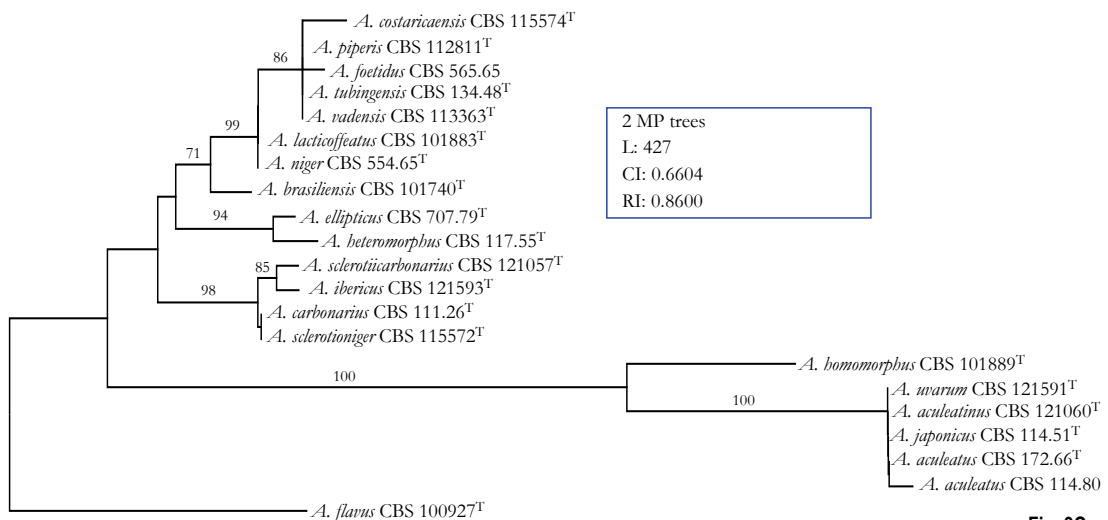 A. costaricaensis CBS 115574T
A. piperis CBS 112811T
86
A. foetidus CBS 565.65
A. tubingensis CBS 134.48T
A. vadensis CBS 113363T
99
A. lacticoffeatus CBS 101883T
A. niger CBS 554.65T
71
A. brasiliensis CBS 101740T
94
A. ellipticus CBS 707.79T
A. heteromorphus CBS 117.55T
85
A. sclerotiicarbonarius CBS 121057T
98
A. ibericus CBS 121593T
A. carbonarius CBS 111.26T
A. sclerotioniger CBS 115572T
A. homomorphus CBS 101889T
100
A. uvarum CBS 121591T
100
A. aculeatinus CBS 121060T
A. japonicus CBS 114.51T
A. aculeatus CBS 172.66T
A. aculeatus CBS 114.80
A. flavus CBS 100927T
2 MP trees
L: 427
CI: 0.6604
RI: 0.8600